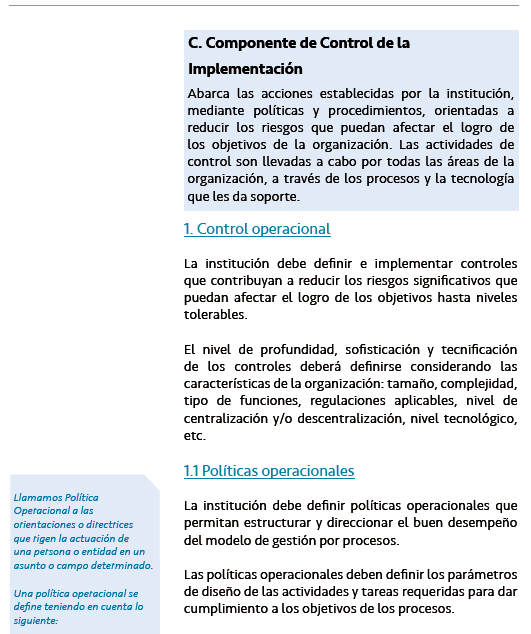 C. Componente de Control de la
Implementación
Abarca las acciones establecidas por la institución,
mediante políticas y procedimientos, orientadas a
reducir los riesgos que puedan afectar el logro de
los objetivos de la organización. Las actividades de
control son llevadas a cabo por todas las áreas de la
organización, a través de los procesos y la tecnología
que les da soporte.
1. Control operacional
La institución debe definir e implementar controles
que contribuyan a reducir los riesgos significativos que
puedan afectar el logro de los objetivos hasta niveles
tolerables.
El nivel de profundidad, sofisticación y tecnificación
de los controles deberá definirse considerando las
características de la organización: tamaño, complejidad,
tipo de funciones, regulaciones aplicables, nivel de
centralización y/o descentralización, nivel tecnológico,
etc.
1.1 Políticas operacionales
La institución debe definir políticas operacionales que
permitan estructurar y direccionar el buen desempeño
del modelo de gestión por procesos.
Las políticas operacionales deben definir los parámetros
de diseño de las actividades y tareas requeridas para dar
cumplimiento a los objetivos de los procesos.
Llamamos Política
Operacional a las
orientaciones o directrices
que rigen la actuación de
una persona o entidad en un
asunto o campo determinado.
Una política operacional se
define teniendo en cuenta lo
siguiente: